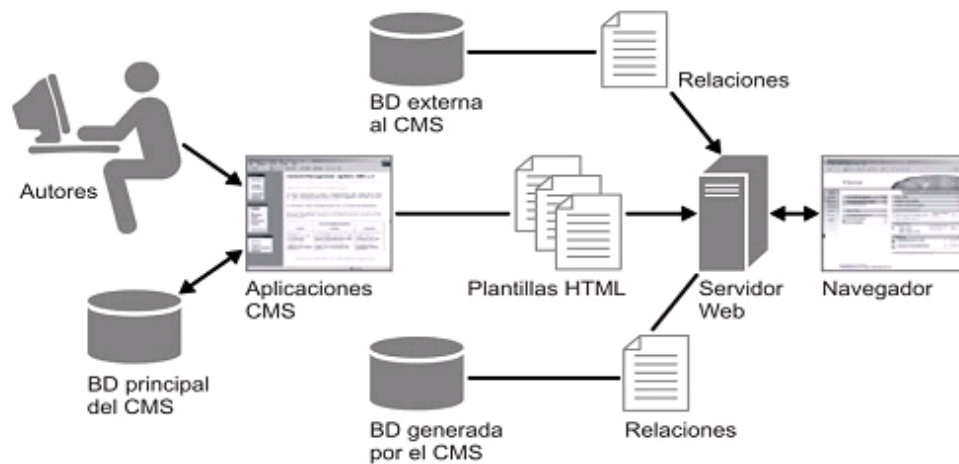 BD externa
al CMS
Relaciones
Autores
Aplicaciones
CMS
Plantillas HTML
Servidor
Web
Navegador
BD principal
del CMS
BD generada
por el CMS
Relaciones